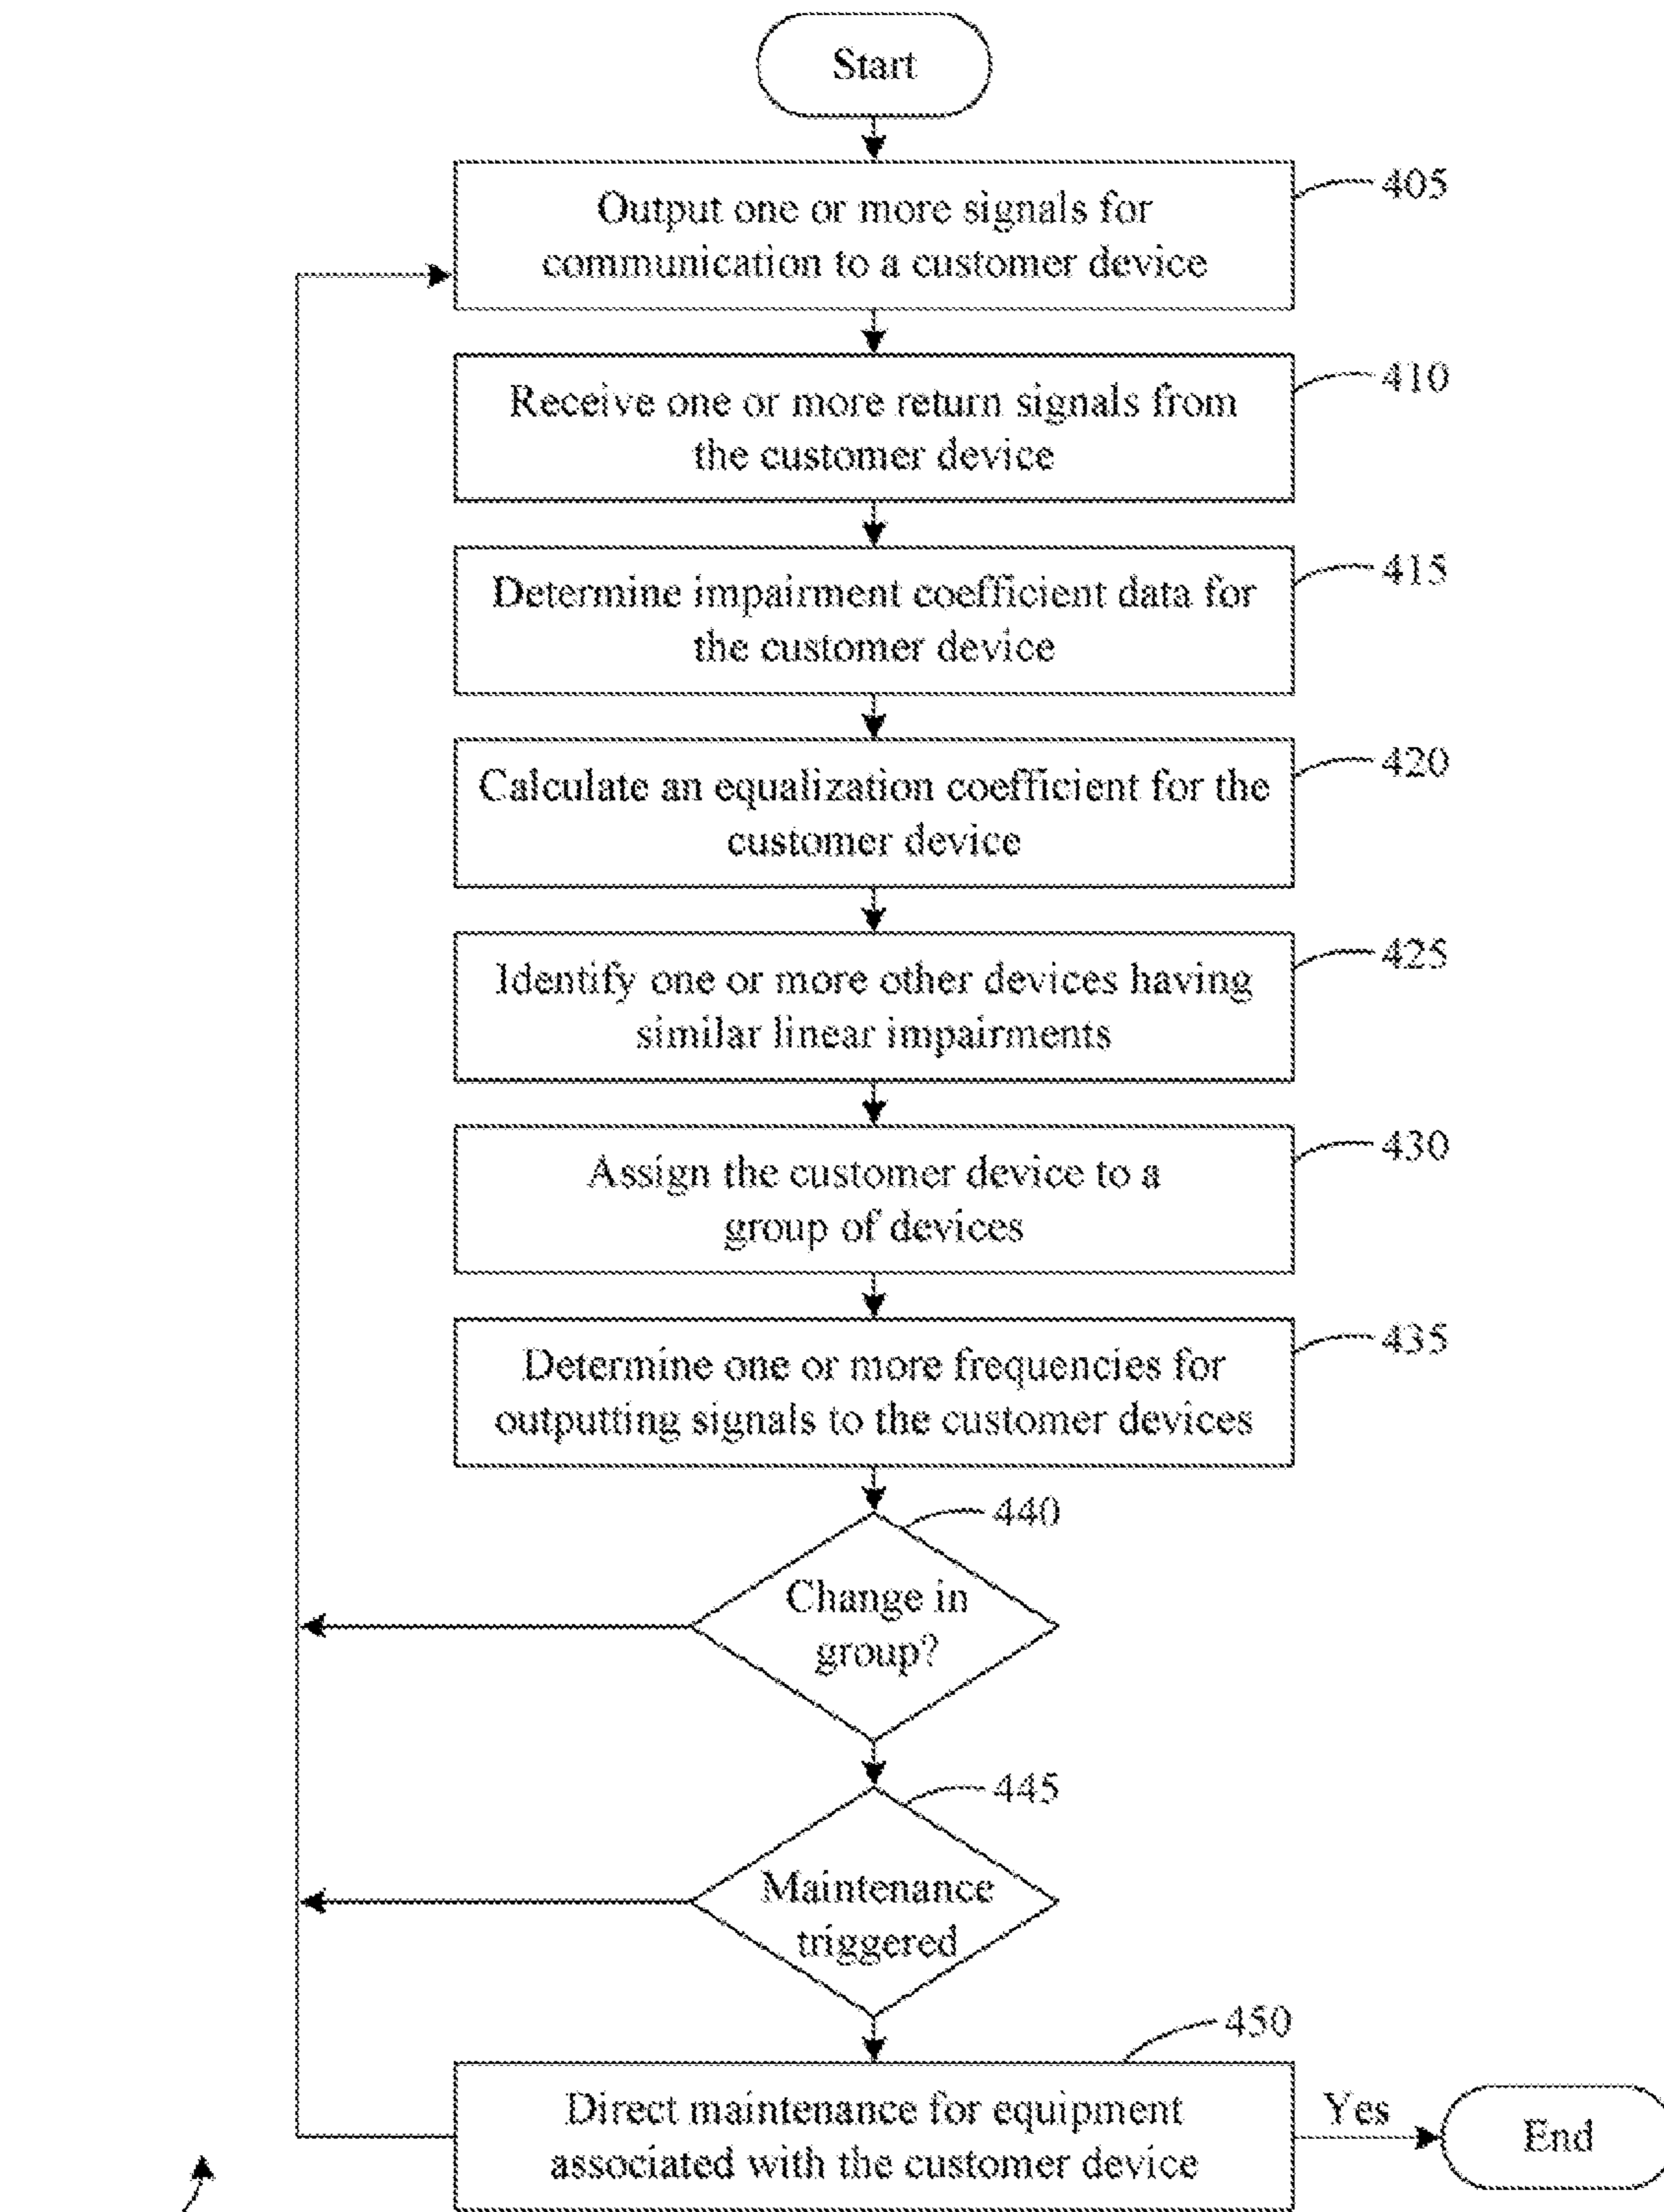 Start
Output one or more signals for
communication to a customer device
405
Receive one or more return signals from
the customer device
410
Determine impairment coefficient data for
the customer device
415
Calculate an equalization coefficient for the
customer device
420
Identify one or more other devices having
similar linear impairments
425
Assign the customer device to a
group of devices
430
Determine one or more frequencies for
outputting signals to the customer devices
435
440
Change in
group?
445
Maintenance
triggered
450
Direct maintenance for equipment
associated with the customer device
Yes
End